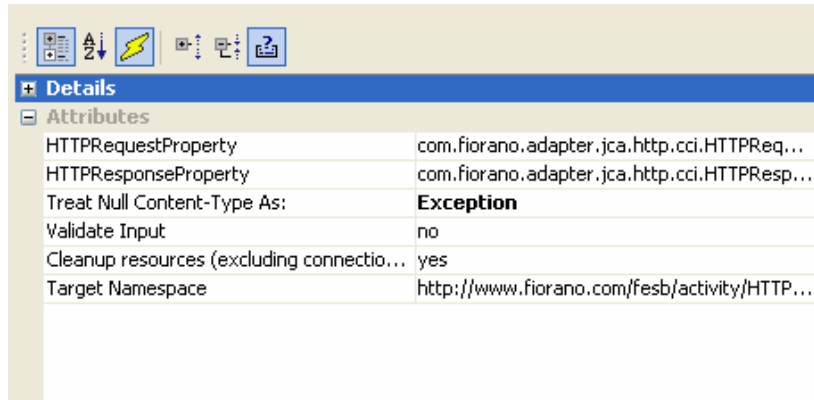 Details
Attributes
HTTPRequestProperty com.fiorano.adapter.jca.http.cci.HTTPReq...
HTTPResponseProperty com.fiorano.adapter.jca.http.cci.HTTPResp...
Treat Null Content-Type As: Exception
Validate Input no
Cleanup resources (excluding connectio... yes
Target Namespace http://www.fiorano.com/fesb/activity/HTTP...